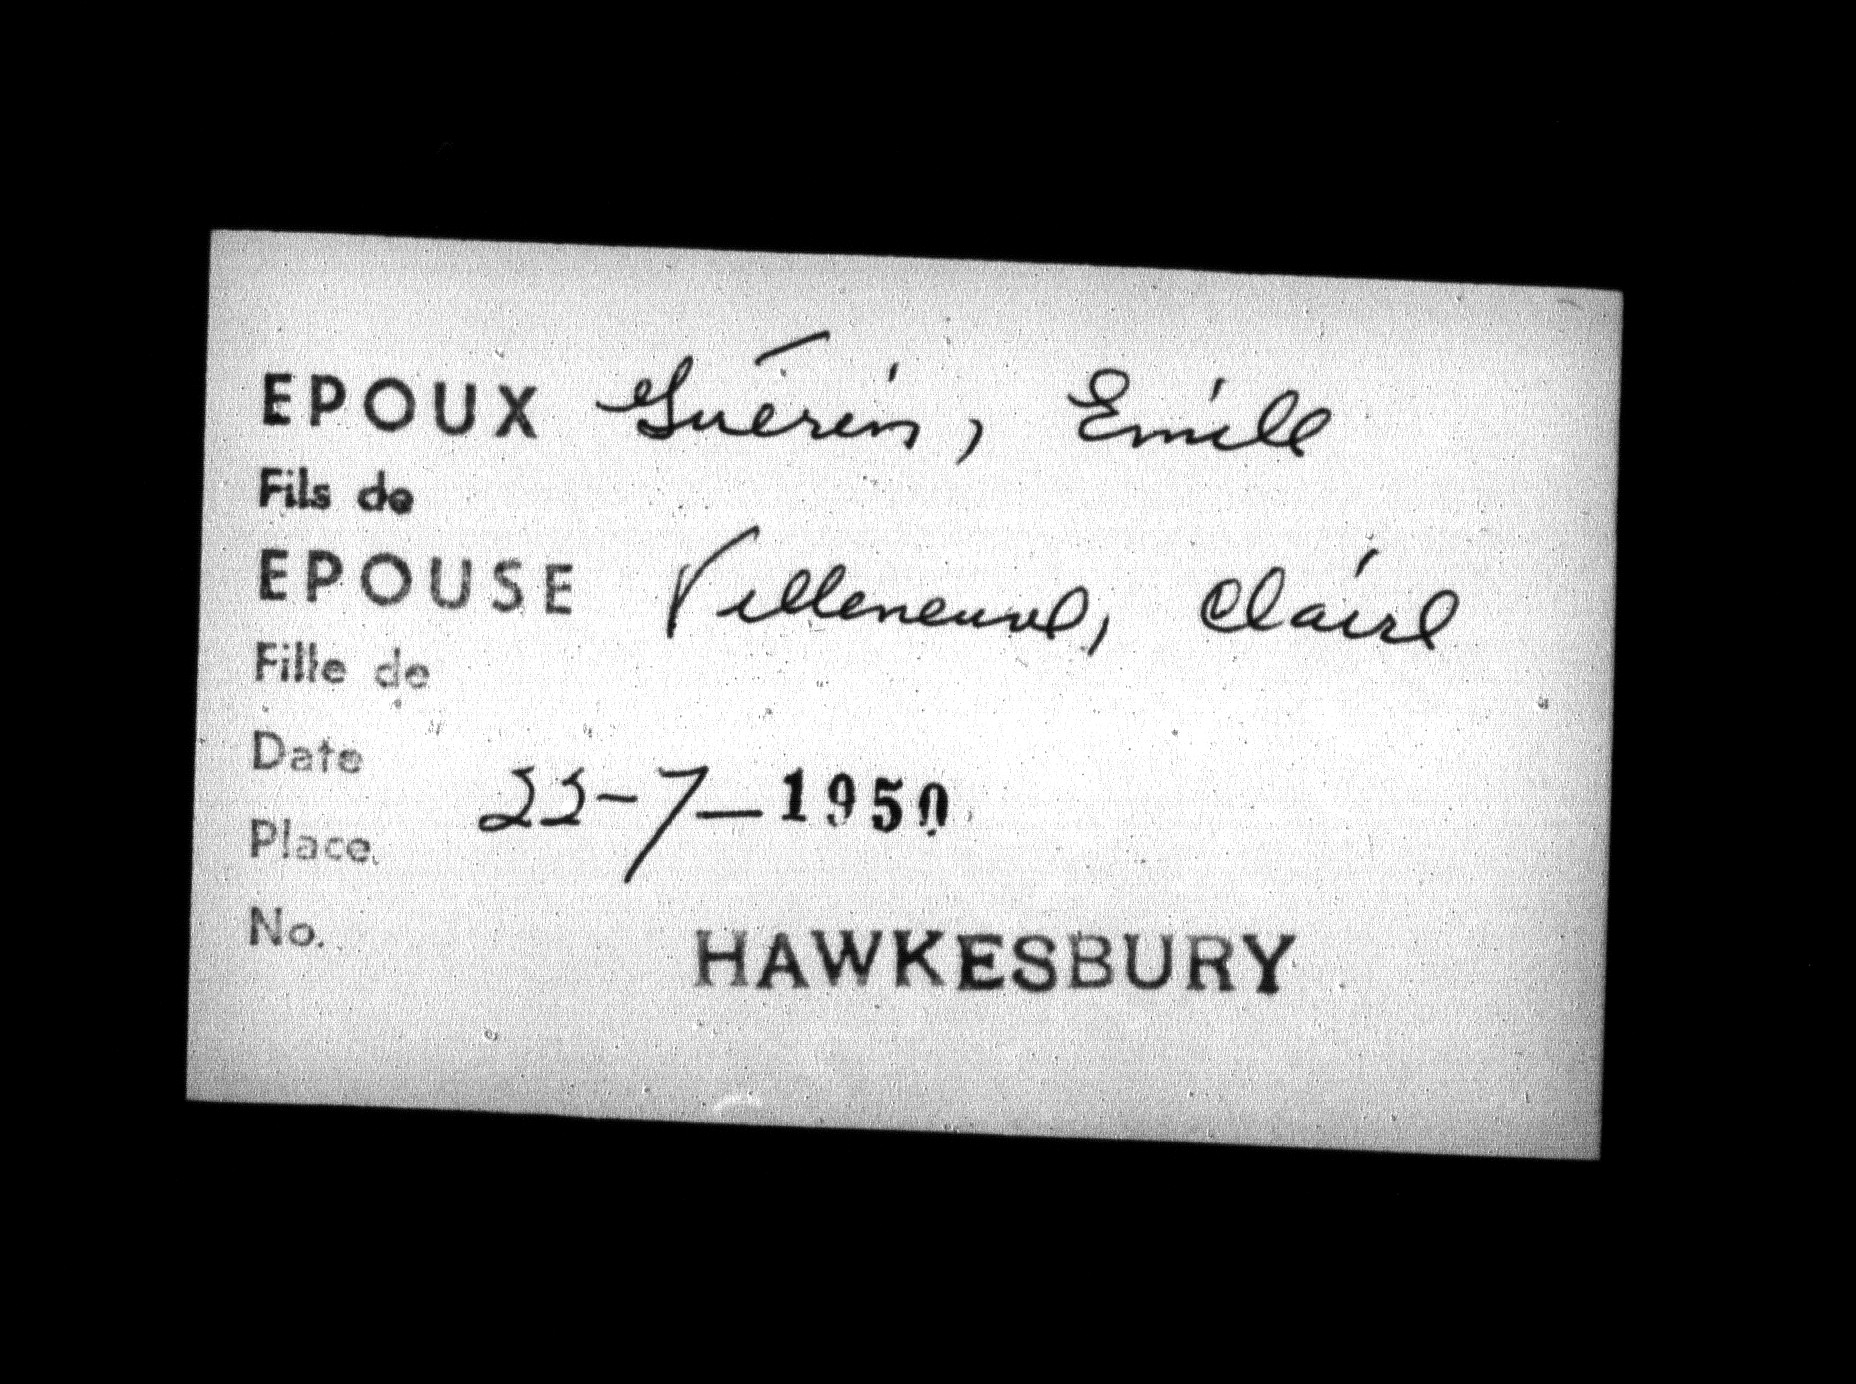 EPOUX Guérin, Emile
Fils de
EPOUSE Villeneuve, Claire
Fille de
Date 22-7-1950
Place
No.
HAWKESBURY